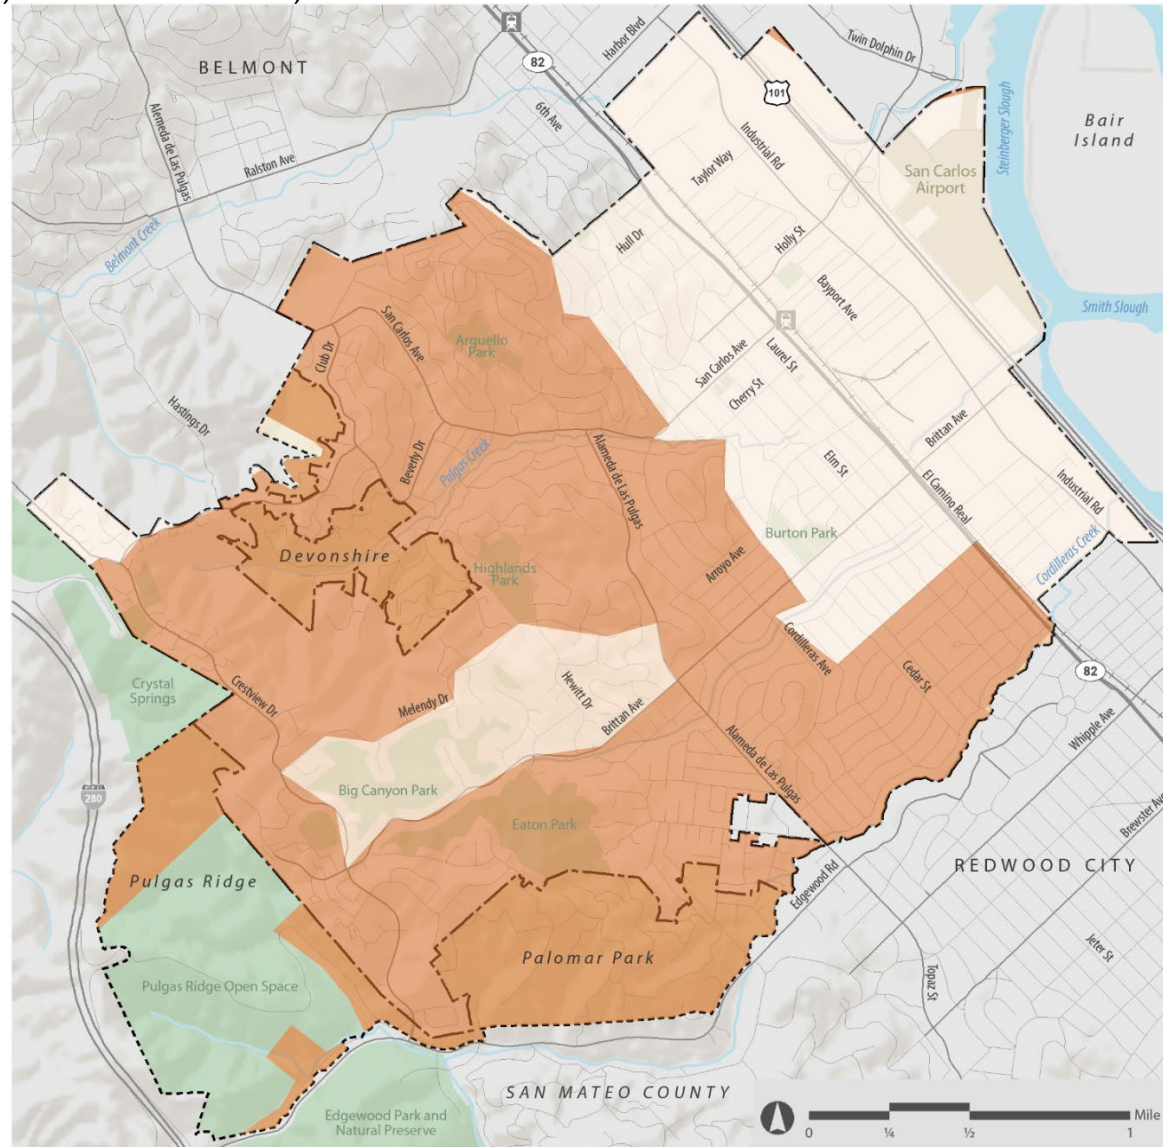 BELMONT
82
Harbor Blvd
Twin Dolphin Dr
101
6th Ave
Steinberger Slough
Bair
Island
Alameda de Las Pulgas
Ralston Ave
Industrial Rd
Taylor Way
San Carlos
Airport
Belmont Creek
Hull Dr
Holly St
Bayport Ave
Smith Slough
San Carlos Ave
Arguello
Park
Club Dr
San Carlos Ave
Laurel St
Cherry St
Hastings Dr
Beverly Dr
Pulgas Creek
Alameda de Las Pulgas
Brittan Ave
Elm St
El Camino Real
Industrial Rd
Burton Park
Devonshire
Highlands
Park
Arroyo Ave
Cordilleras Creek
Cordilleras Ave
Cedar St
82
Crystal
Springs
Crestview Dr
Melendy Dr
Hewitt Dr
Brittan Ave
Whipple Ave
Alameda de Las Pulgas
280
Big Canyon Park
Eaton Park
Brewster Ave
Pulgas Ridge
Edgewood Rd
REDWOOD CITY
Palomar Park
Jeter St
Topaz St
Pulgas Ridge Open Space
SAN MATEO COUNTY
Edgewood Park and
Natural Preserve
Mile
0 ¼ ½ 1